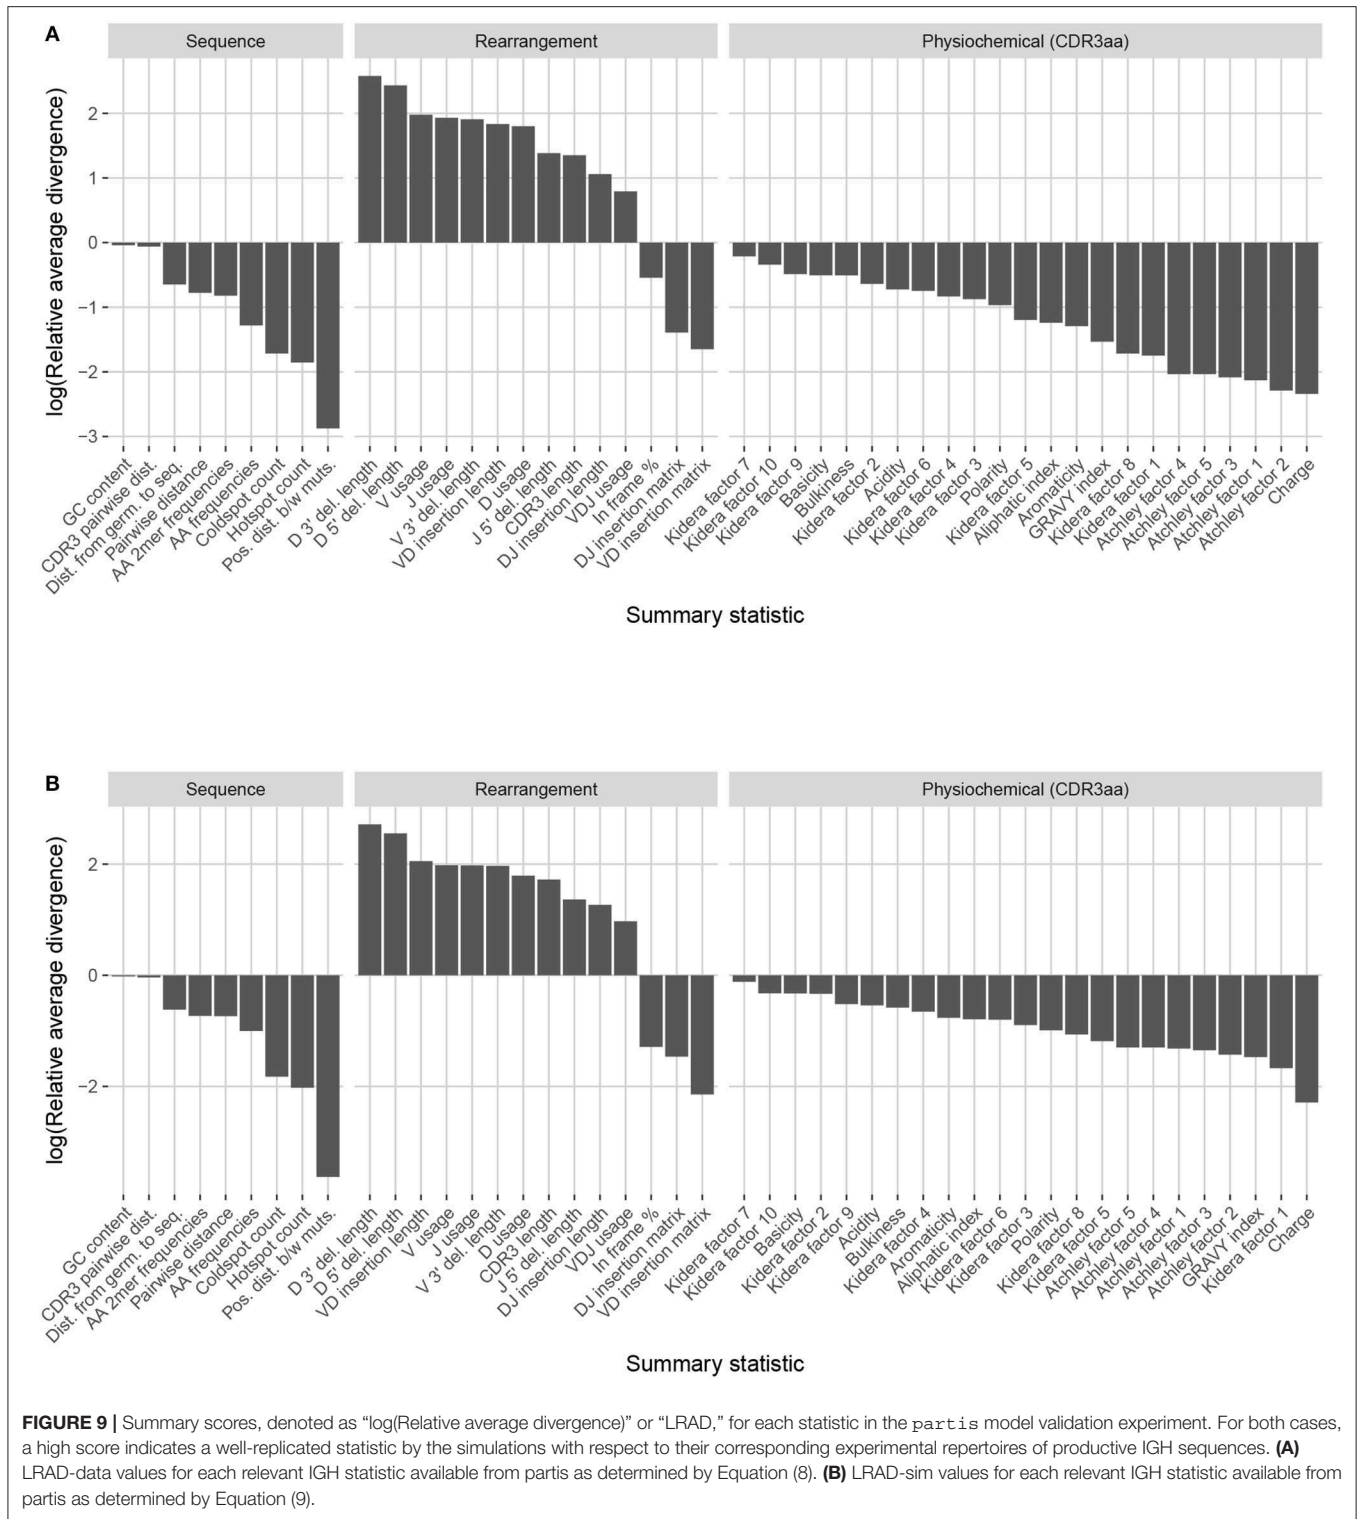 A
Sequence
Rearrangement
Physiochemical (CDR3aa)
log(Relative average divergence)
2
1
0
−1
−2
−3
GC content
CDR3 pairwise dist.
Dist. from germ. to seq.
Pairwise distance
AA 2mer frequencies
AA frequencies
Coldspot count
Hotspot count
Pos. dist. b/w muts.
D 3' del. length
D 5' del. length
V usage
J usage
V 3' del. length
VD insertion length
D usage
J 5' del. length
CDR3 length
DJ insertion length
VDJ usage
In frame %
DJ insertion matrix
VD insertion matrix
Kidera factor 7
Kidera factor 10
Kidera factor 9
Basicity
Bulkiness
Kidera factor 2
Acidity
Kidera factor 6
Kidera factor 4
Kidera factor 3
Polarity
Kidera factor 5
Aliphatic index
Aromaticity
GRAVY index
Kidera factor 8
Kidera factor 1
Atchley factor 4
Atchley factor 5
Atchley factor 3
Atchley factor 1
Atchley factor 2
Charge
Summary statistic
B
Sequence
Rearrangement
Physiochemical (CDR3aa)
log(Relative average divergence)
2
0
−2
GC content
CDR3 pairwise dist.
Dist. from germ. to seq.
AA 2mer frequencies
Pairwise distance
AA frequencies
Coldspot count
Hotspot count
Pos. dist. b/w muts.
D 3' del. length
D 5' del. length
VD insertion length
V usage
J usage
V 3' del. length
D usage
CDR3 length
J 5' del. length
DJ insertion length
VDJ usage
In frame %
DJ insertion matrix
VD insertion matrix
Kidera factor 7
Kidera factor 10
Basicity
Kidera factor 2
Kidera factor 9
Acidity
Bulkiness
Kidera factor 4
Aromaticity
Aliphatic index
Kidera factor 6
Kidera factor 3
Polarity
Kidera factor 8
Kidera factor 5
Atchley factor 5
Atchley factor 4
Atchley factor 1
Atchley factor 3
Atchley factor 2
GRAVY index
Kidera factor 1
Charge
Summary statistic
FIGURE 9 | Summary scores, denoted as “log(Relative average divergence)” or “LRAD,” for each statistic in the partis model validation experiment. For both cases,
a high score indicates a well-replicated statistic by the simulations with respect to their corresponding experimental repertoires of productive IGH sequences. (A)
LRAD-data values for each relevant IGH statistic available from partis as determined by Equation (8). (B) LRAD-sim values for each relevant IGH statistic available from
partis as determined by Equation (9).